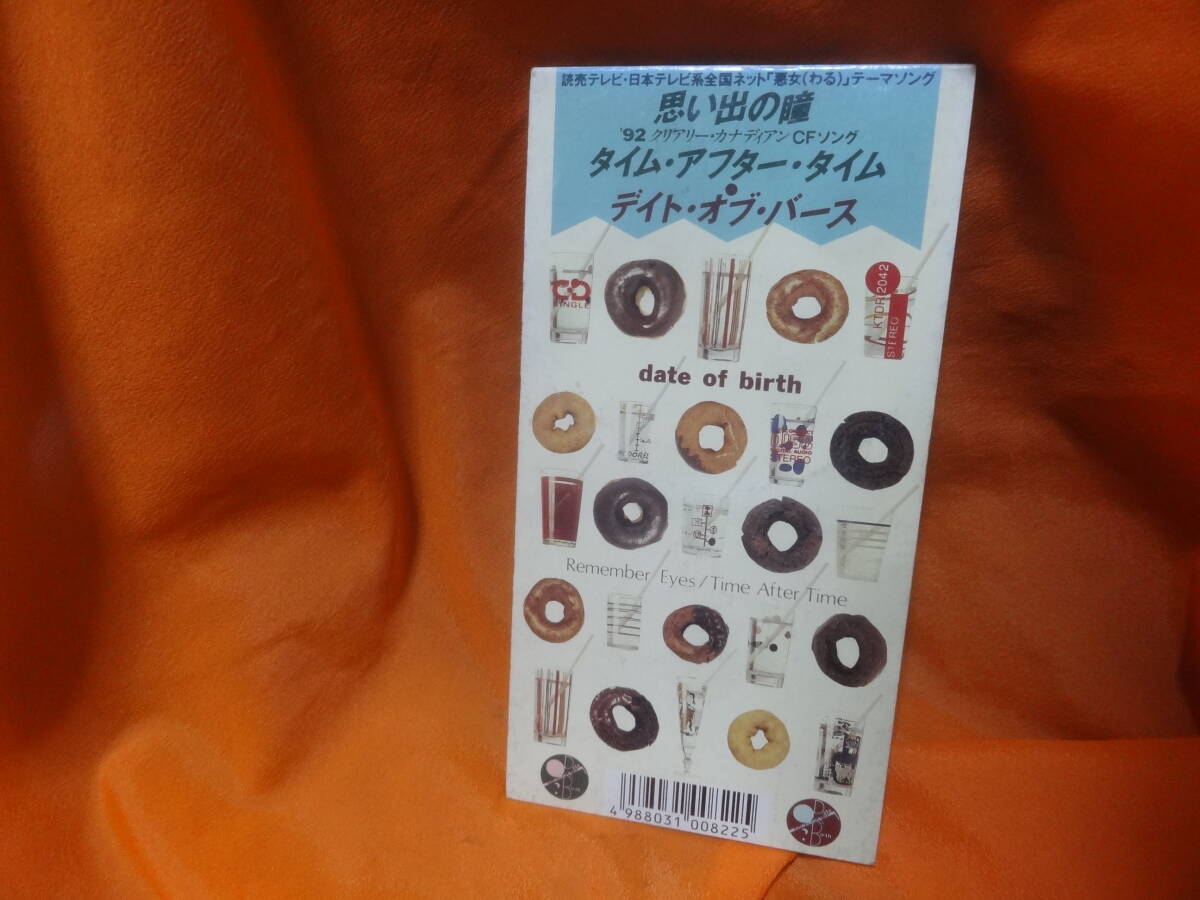 読売テレビ・日本テレビ系全国ネット「悪女(わる)」テーマソング
思い出の瞳
'92 クリアリー・カナディアン CFソング
タイム・アフター・タイム
デイト・オブ・バース
CD
SINGLE
KTDR 2042
STEREO
date of birth
STEREO
Remember Eyes/Time After Time
4 988031 008225